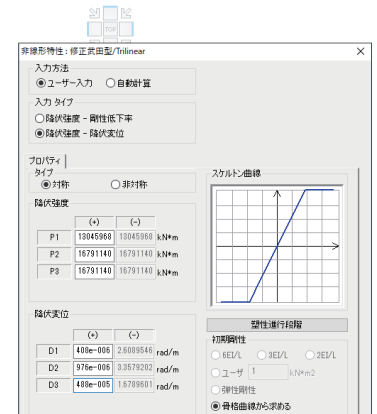 TOP
非線形特性 : 修正武田型/Trilinear
入力方法
ユーザー入力 自動計算
入力 タイプ
降伏強度 - 剛性低下率
降伏強度 - 降伏変位
プロパティ
タイプ
対称 非対称
降伏強度
(+) (-)
P1 13045968 13045968 kN*m
P2 16791140 16791140 kN*m
P3 16791140 16791140 kN*m
降伏変位
(+) (-)
D1 408e-006 2.6089546 rad/m
D2 976e-006 3.3579202 rad/m
D3 488e-005 1.6789601 rad/m
スケルトン曲線
塑性進行段階
初期剛性
6EI/L 3EI/L 2EI/L
ユーザ 1 kN*m2
弾性剛性
骨格曲線から求める